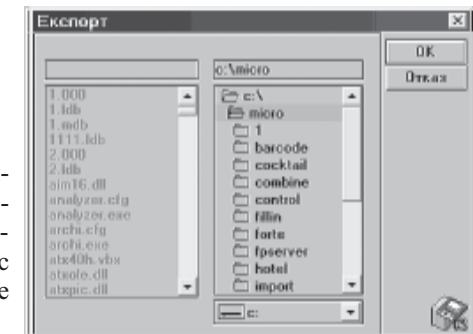 Експорт
OK
Отказ
c:\micro
1.000
1.ldb
1.mdb
1111.ldb
2.000
2.ldb
aim16.dll
analyzer.cfg
analyzer.exe
archi.cfg
archi.exe
atx40h.vbx
atxole.dll
atxpic.dll
c:\
micro
1
barcode
cocktail
combine
control
fillin
forte
fpserver
hotel
import
c:
-
-
-
с
е